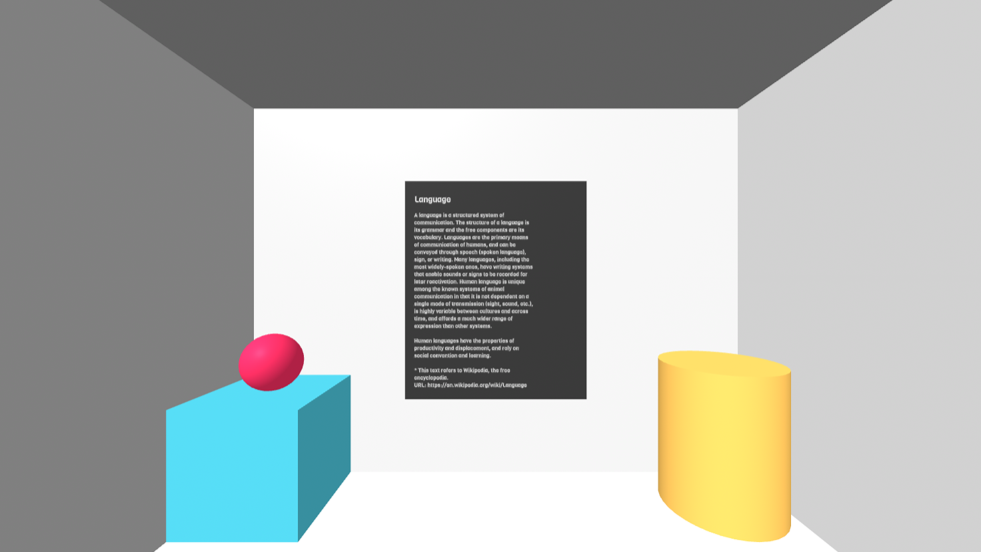 Language
A language is a structured system of
communication. The structure of a language is
its grammar and the free components are its
vocabulary. Languages are the primary means
of communication of humans, and can be
conveyed through speech (spoken language),
sign, or writing. Many languages, including the
most widely-spoken ones, have writing systems
that enable sounds or signs to be recorded for
later reactivation. Human language is unique
among the known systems of animal
communication in that it is not dependent on a
single mode of transmission (sight, sound, etc.),
is highly variable between cultures and across
time, and affords a much wider range of
expression than other systems.
Human languages have the properties of
productivity and displacement, and rely on
social convention and learning.
* This text refers to Wikipedia, the free
encyclopedia.
URL: https://en.wikipedia.org/wiki/Language